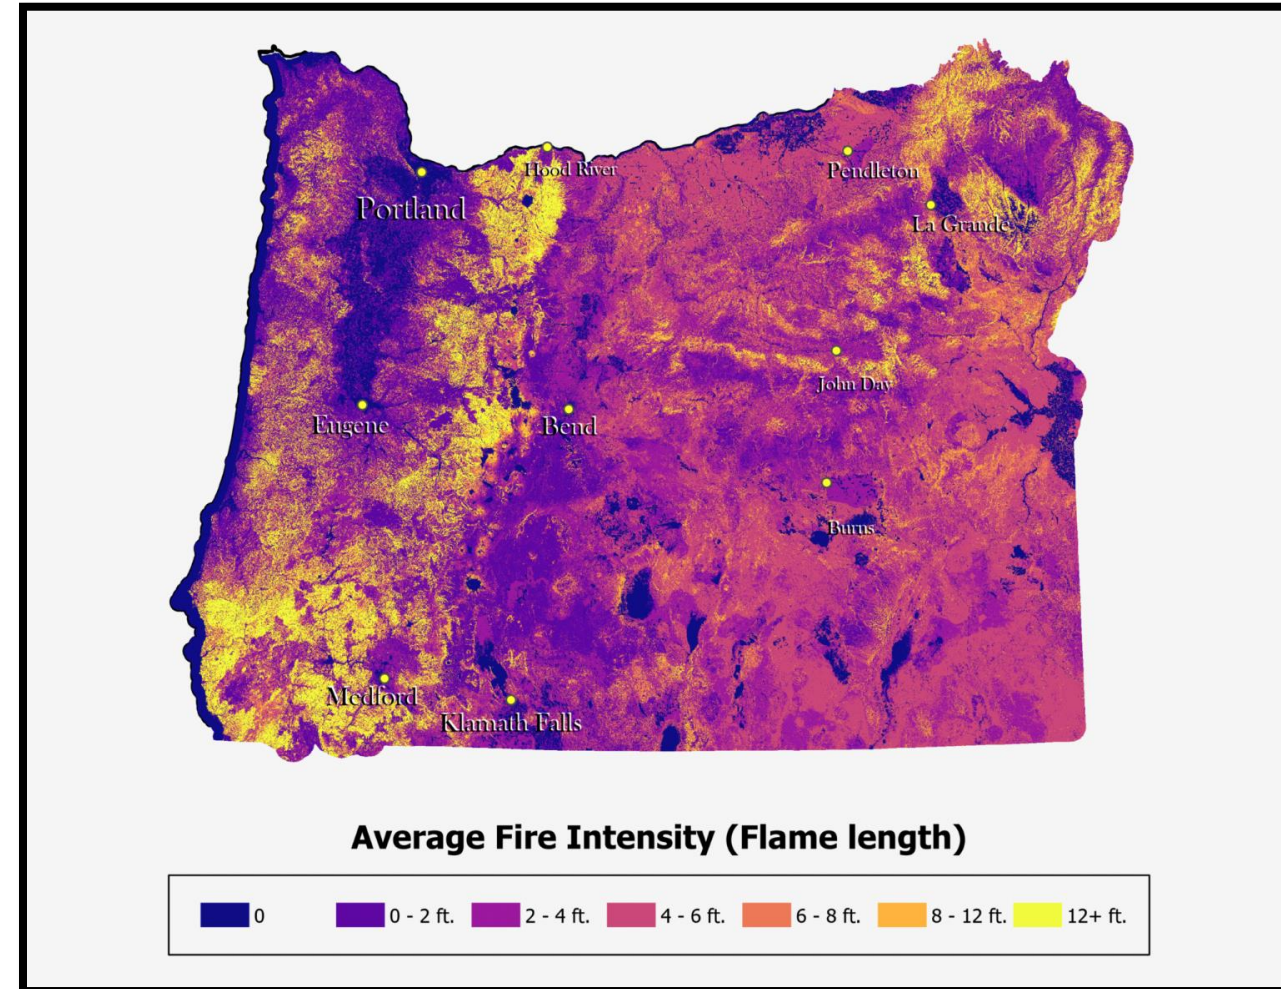 Hood River
Pendleton
Portland
La Grande
John Day
Eugene
Bend
Burns
Medford
Klamath Falls
Average Fire Intensity (Flame length)
0
0 - 2 ft.
2 - 4 ft.
4 - 6 ft.
6 - 8 ft.
8 - 12 ft.
12+ ft.